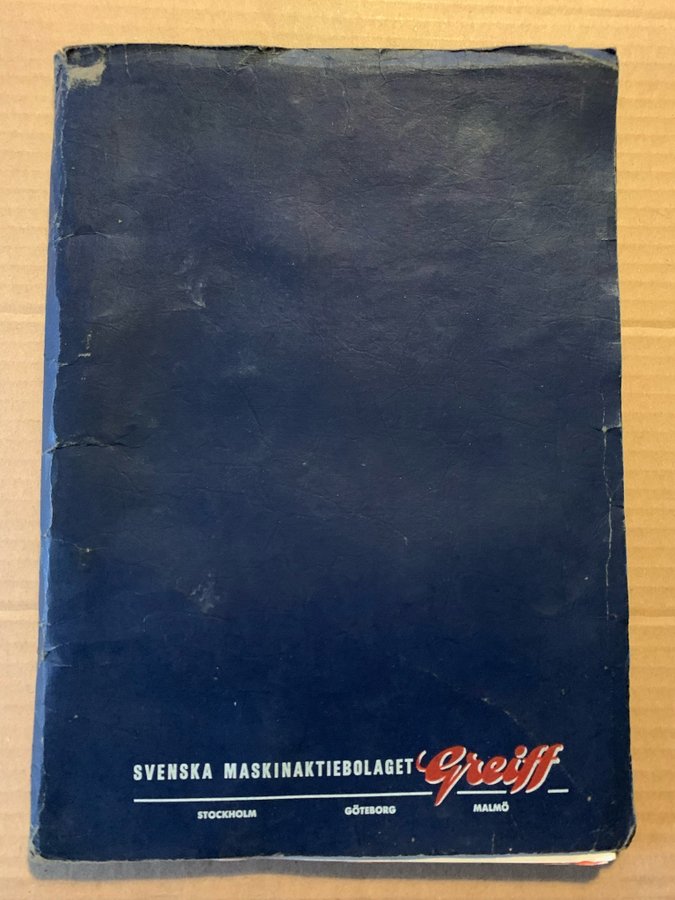 SVENSKA MASKINAKTIEBOLAGET Greiff
STOCKHOLM GÖTEBORG MALMÖ